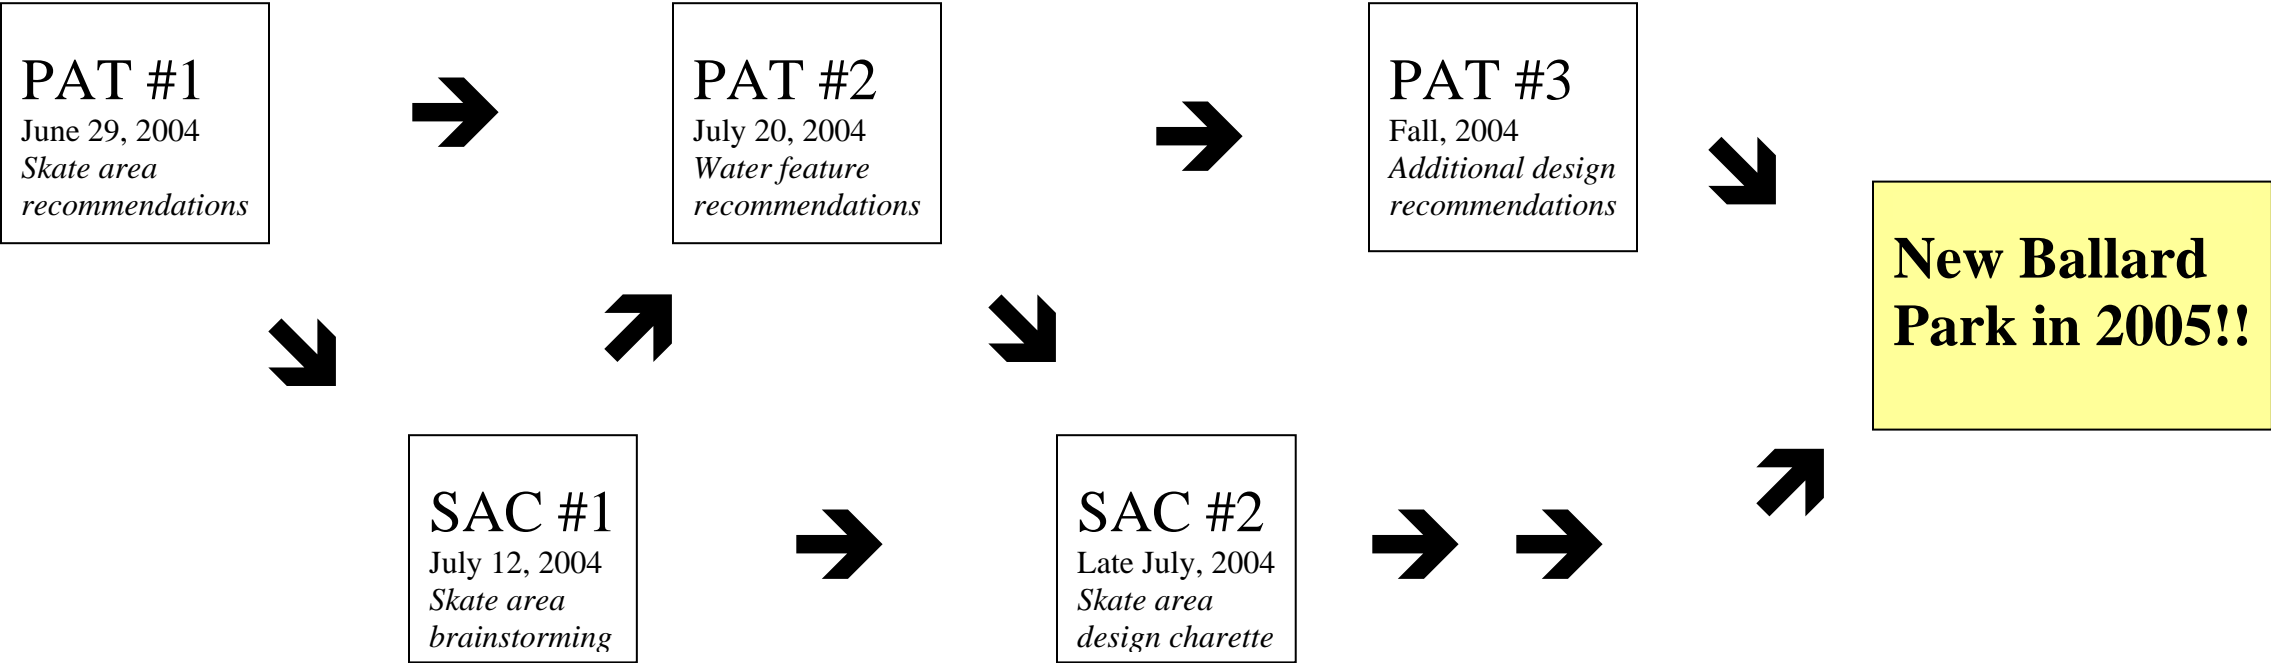 PAT #1
June 29, 2004
Skate area
recommendations
PAT #2
July 20, 2004
Water feature
recommendations
PAT #3
Fall, 2004
Additional design
recommendations
New Ballard
Park in 2005!!
SAC #1
July 12, 2004
Skate area
brainstorming
SAC #2
Late July, 2004
Skate area
design charette